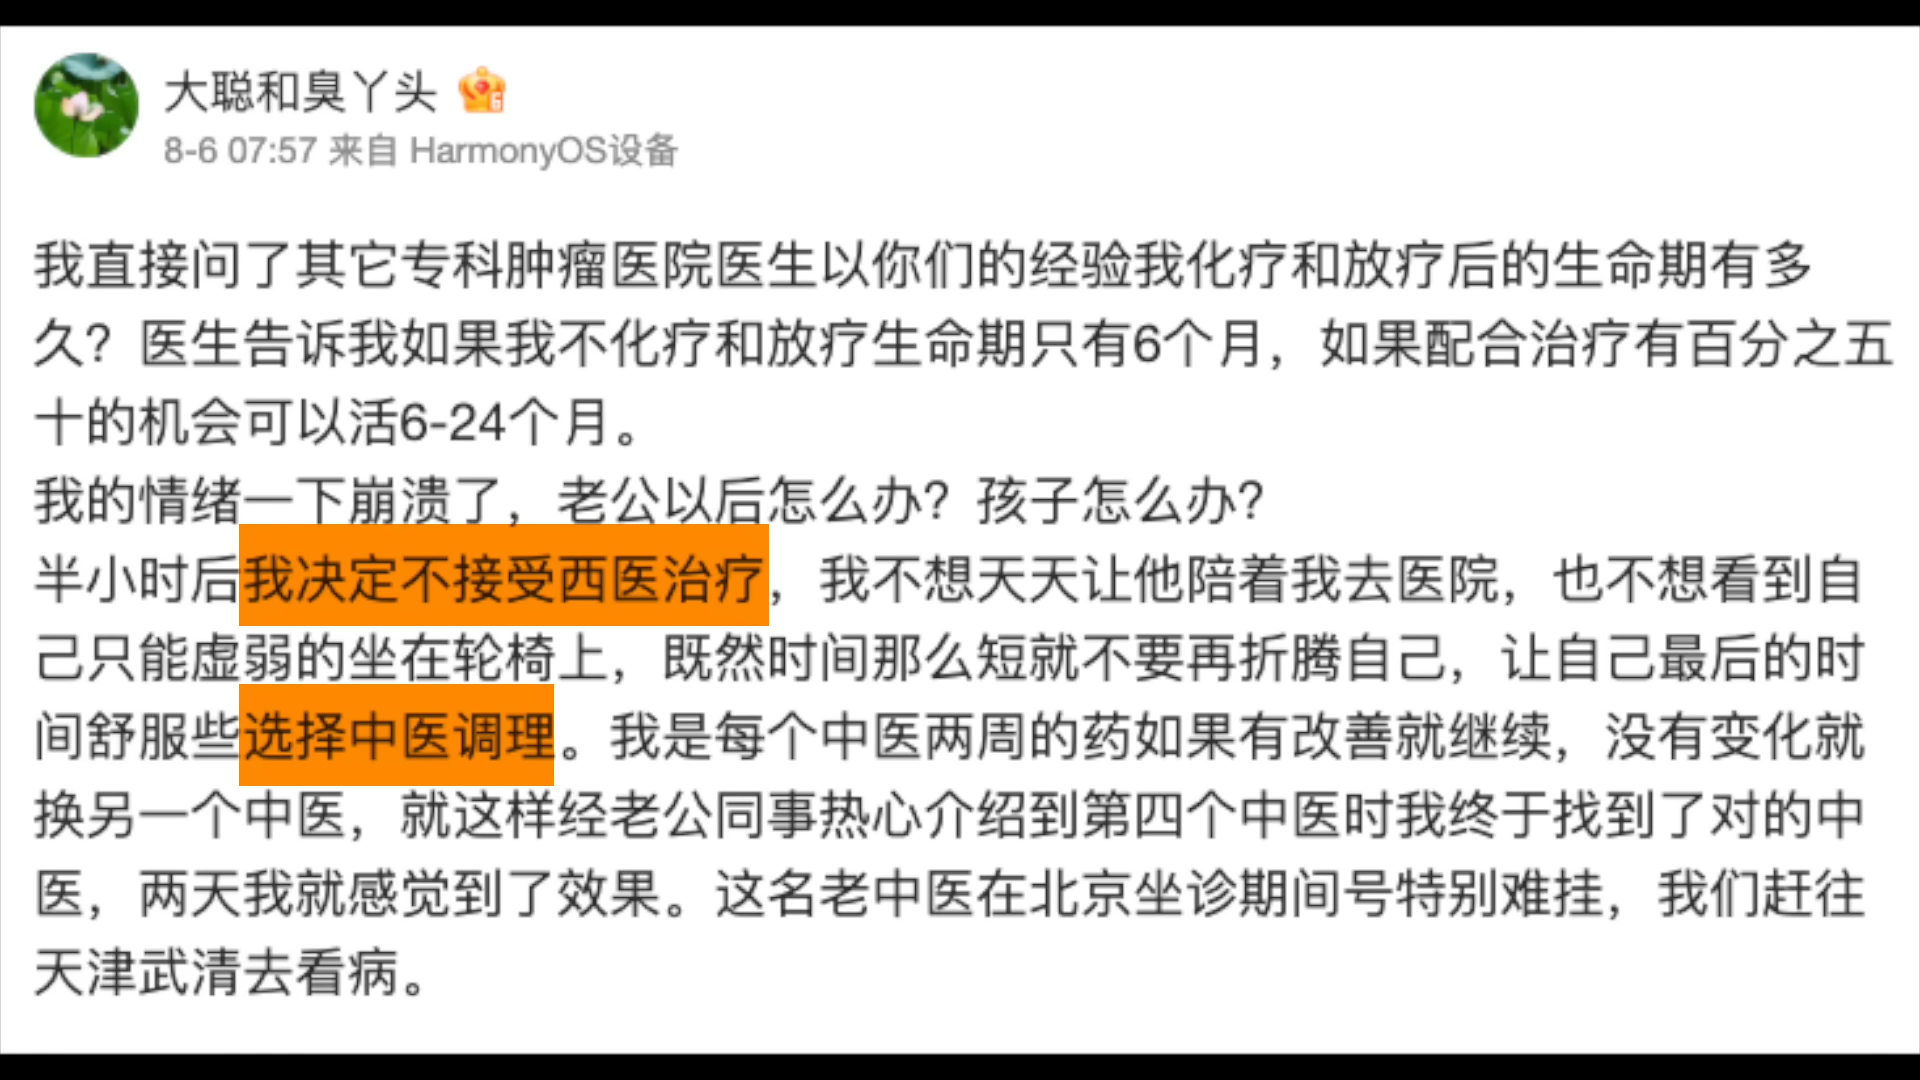 大聪和臭丫头
8-6 07:57 来自 HarmonyOS设备
我直接问了其它专科肿瘤医院医生以你们的经验我化疗和放疗后的生命期有多
久？医生告诉我如果我不化疗和放疗生命期只有6个月，如果配合治疗有百分之五
十的机会可以活6-24个月。
我的情绪一下崩溃了，老公以后怎么办？孩子怎么办？
半小时后我决定不接受西医治疗，我不想天天让他陪着我去医院，也不想看到自
己只能虚弱的坐在轮椅上，既然时间那么短就不要再折腾自己，让自己最后的时
间舒服些选择中医调理。我是每个中医两周的药如果有改善就继续，没有变化就
换另一个中医，就这样经老公同事热心介绍到第四个中医时我终于找到了对的中
医，两天我就感觉到了效果。这名老中医在北京坐诊期间号特别难挂，我们赶往
天津武清去看病。